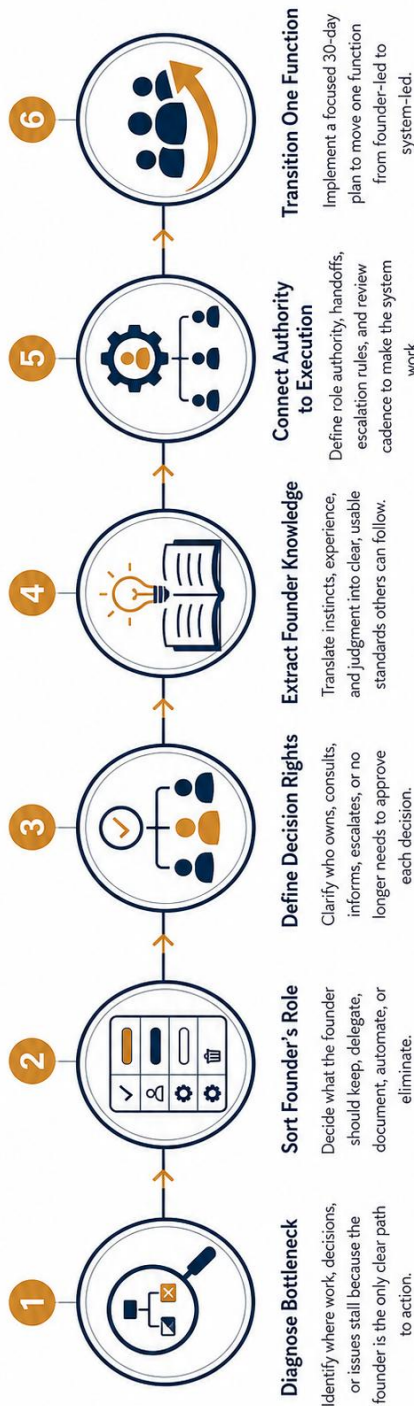 1
Diagnose Bottleneck
Identify where work, decisions,
or issues stall because the
founder is the only clear path
to action.
2
Sort Founder's Role
Decide what the founder
should keep, delegate,
document, automate, or
eliminate.
3
Define Decision Rights
Clarify who owns, consults,
informs, escalates, or no
longer needs to approve
each decision.
4
Extract Founder Knowledge
Translate instincts, experience,
and judgment into clear, usable
standards others can follow.
5
Connect Authority
to Execution
Define role authority, handoffs,
escalation rules, and review
cadence to make the system
work
6
Transition One Function
Implement a focused 30-day
plan to move one function
from founder-led to
system-led.